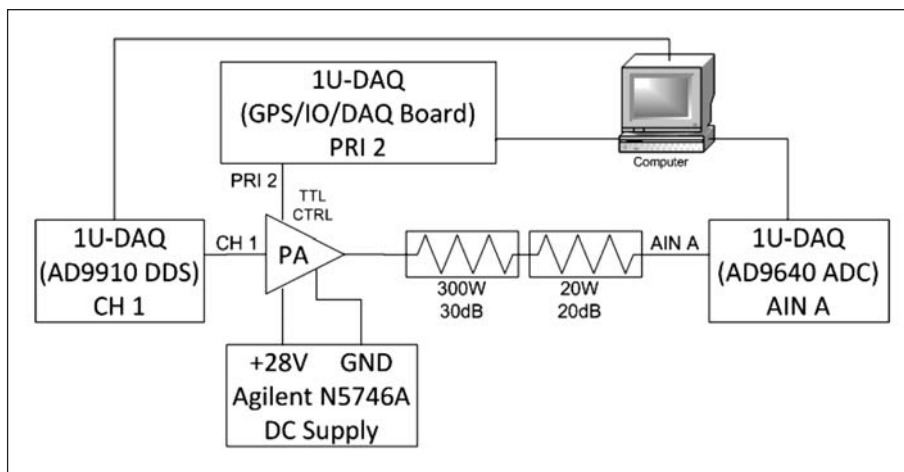 1U-DAQ
(GPS/IO/DAQ Board)
PRI 2
Computer
PRI 2
TTL
CTRL
1U-DAQ
(AD9910 DDS)
CH 1
CH 1
PA
300W
30dB
20W
20dB
AIN A
1U-DAQ
(AD9640 ADC)
AIN A
+28V GND
Agilent N5746A
DC Supply